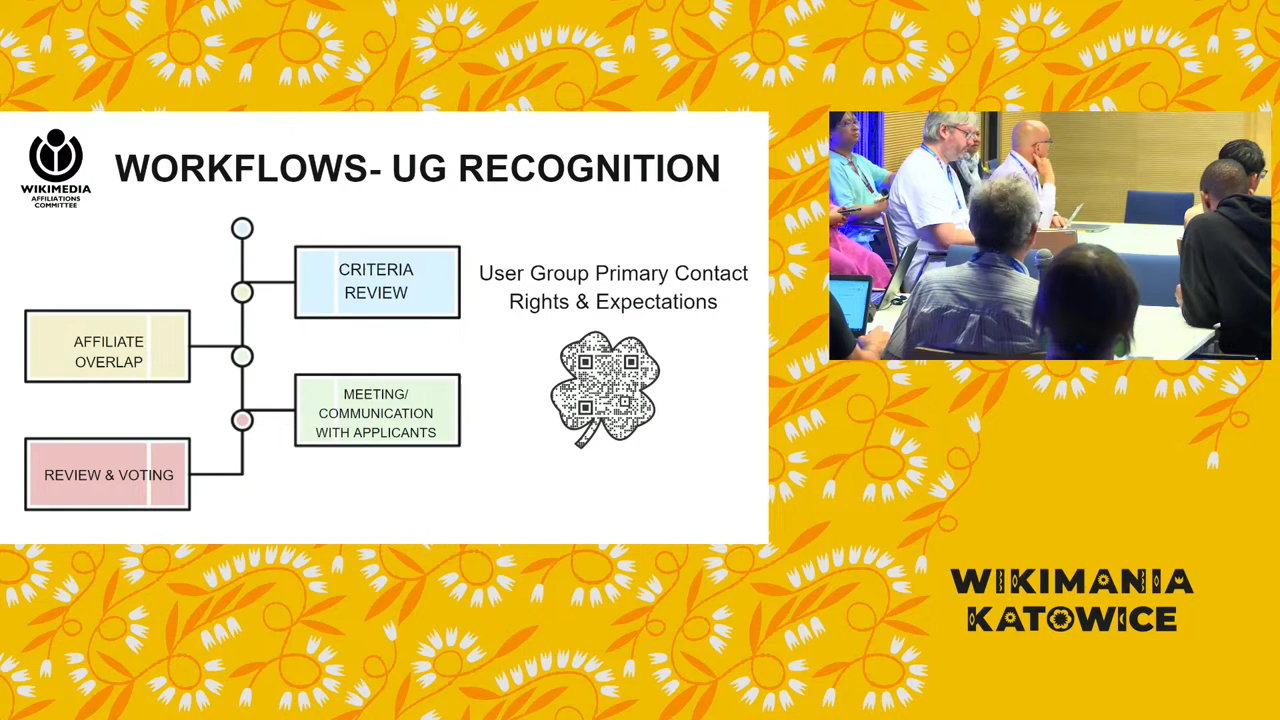 WIKIMEDIA
AFFILIATIONS
COMMITTEE
WORKFLOWS- UG RECOGNITION
CRITERIA
REVIEW
AFFILIATE
OVERLAP
MEETING/
COMMUNICATION
WITH APPLICANTS
REVIEW & VOTING
User Group Primary Contact
Rights & Expectations
WIKIMANIA
KATOWICE